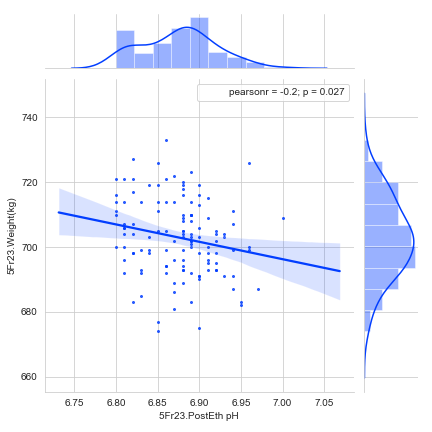 pearsonr = -0.2; p = 0.027
740
720
700
680
660
5Fr23.Weight(kg)
6.75 6.80 6.85 6.90 6.95 7.00 7.05
5Fr23.PostEth pH